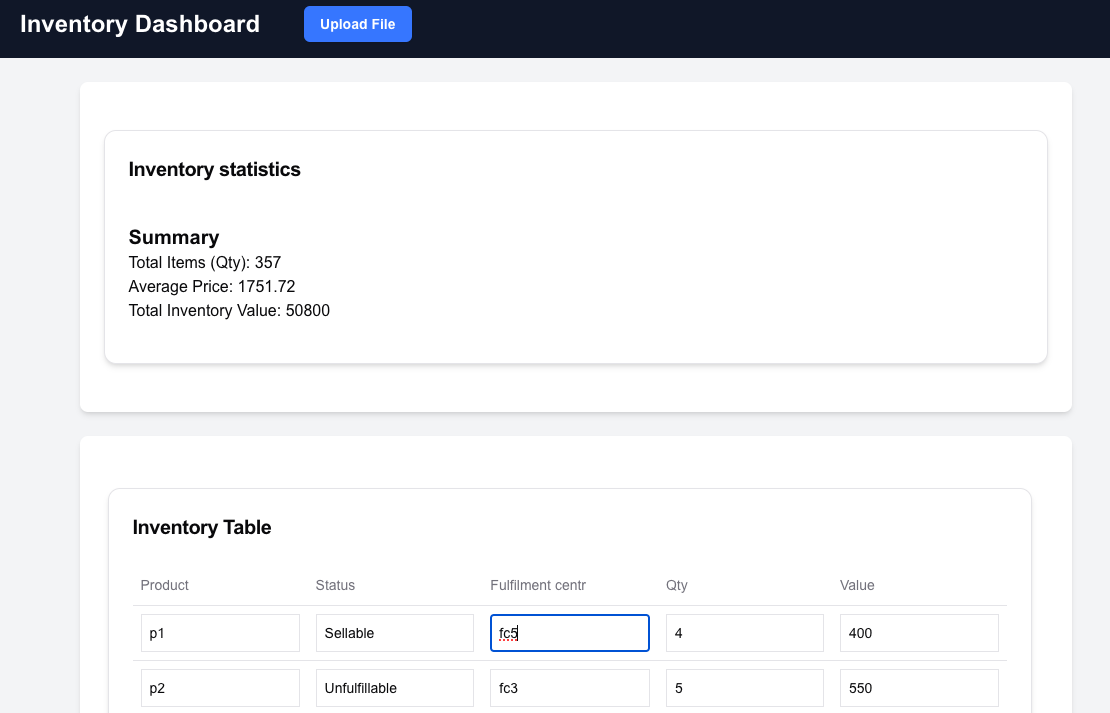 Inventory Dashboard Upload File
Inventory statistics
Summary
Total Items (Qty): 357
Average Price: 1751.72
Total Inventory Value: 50800
Inventory Table
Product Status Fulfilment centr Qty Value
p1 Sellable fc5 4 400
p2 Unfulfillable fc3 5 550